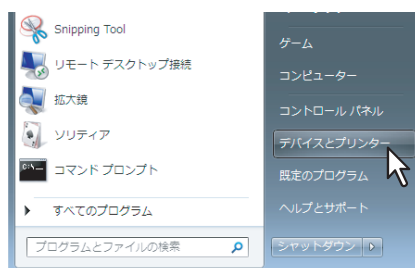 Snipping Tool
リモート デスクトップ接続
拡大鏡
ソリティア
コマンド プロンプト
すべてのプログラム
プログラムとファイルの検索
ゲーム
コンピューター
コントロール パネル
デバイスとプリンター
既定のプログラム
ヘルプとサポート
シャットダウン